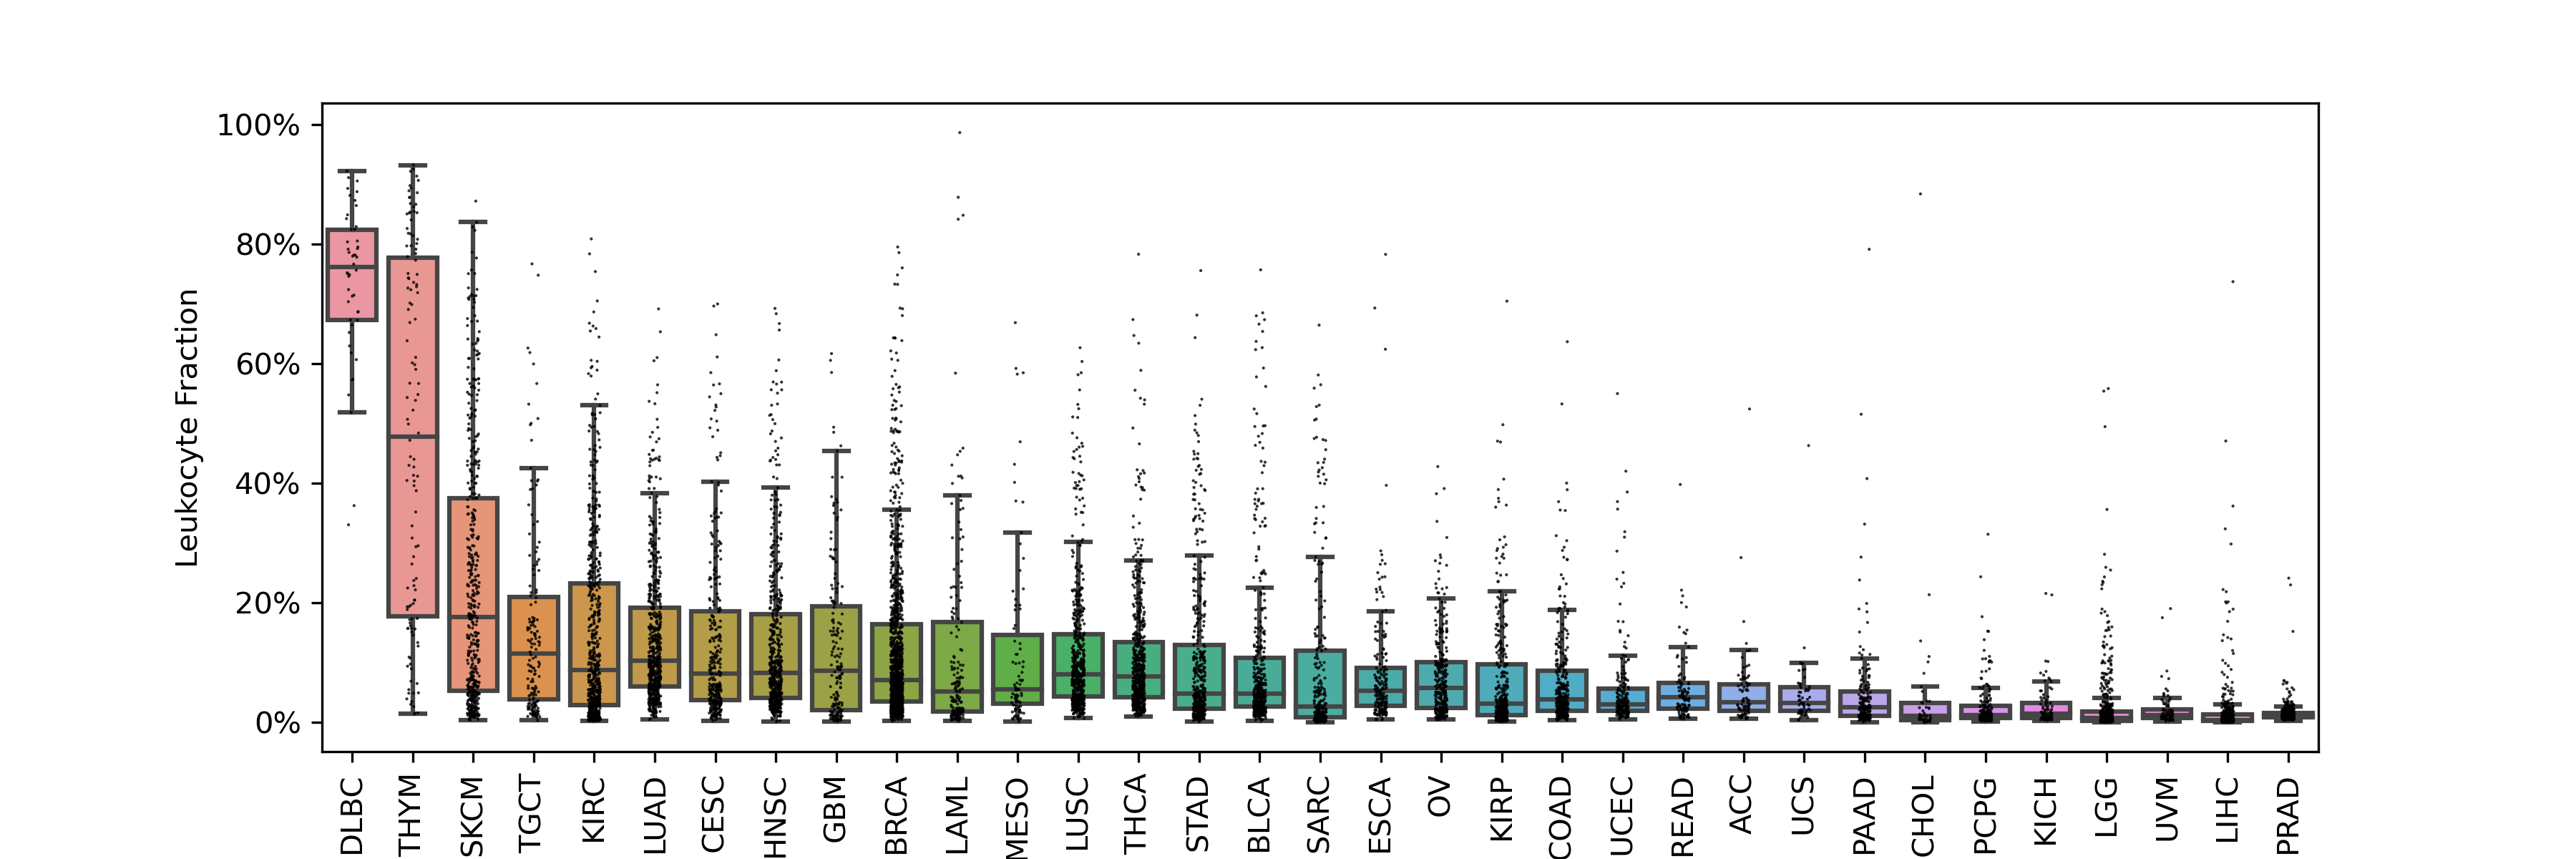 100%
80%
60%
40%
20%
0%
Leukocyte Fraction
DLBC
THYM
SKCM
TGCT
KIRC
LUAD
CESC
HNSC
GBM
BRCA
LAML
MESO
LUSC
THCA
STAD
BLCA
SARC
ESCA
OV
KIRP
COAD
UCEC
READ
ACC
UCS
PAAD
CHOL
PCPG
KICH
LGG
UVM
LIHC
PRAD